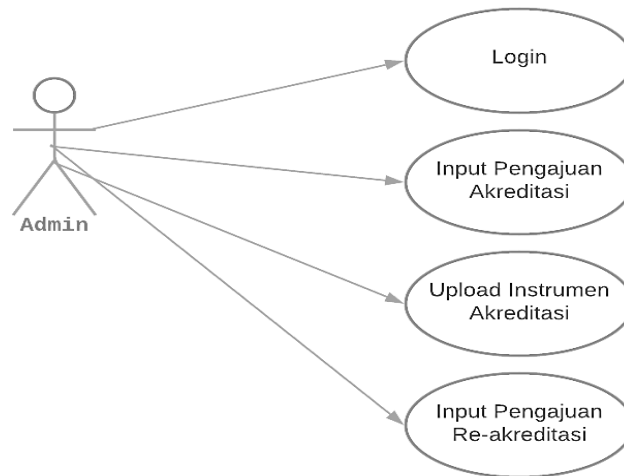 Login
Input Pengajuan
Akreditasi
Admin
Upload Instrumen
Akreditasi
Input Pengajuan
Re-akreditasi